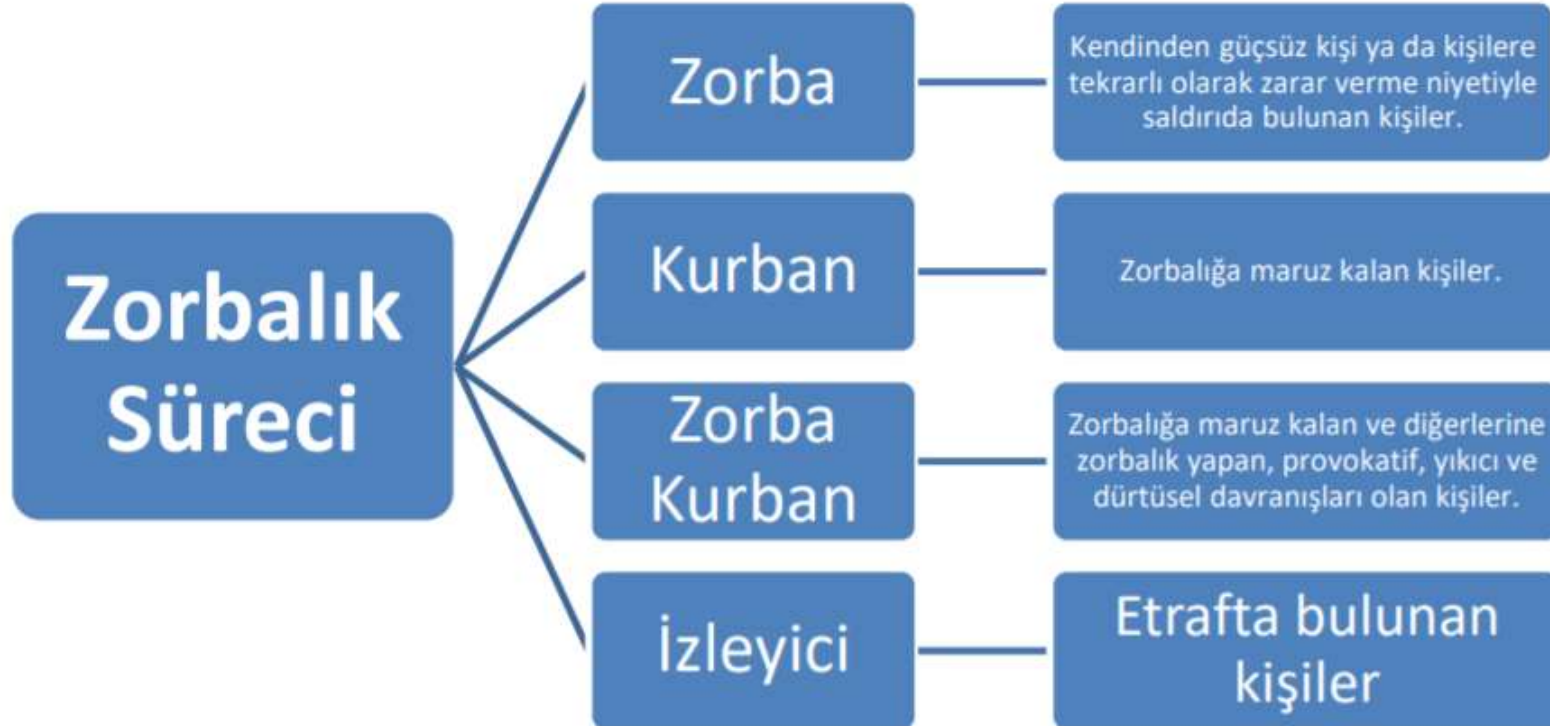 Zorbalık
Süreci
Zorba
Kendinden güçsüz kişi ya da kişilere
tekrarlı olarak zarar verme niyetiyle
saldırıda bulunan kişiler.
Kurban
Zorbalığa maruz kalan kişiler.
Zorba
Kurban
Zorbalığa maruz kalan ve diğerlerine
zorbalık yapan, provokatif, yıkıcı ve
dürtüsel davranışları olan kişiler.
İzleyici
Etrafta bulunan
kişiler